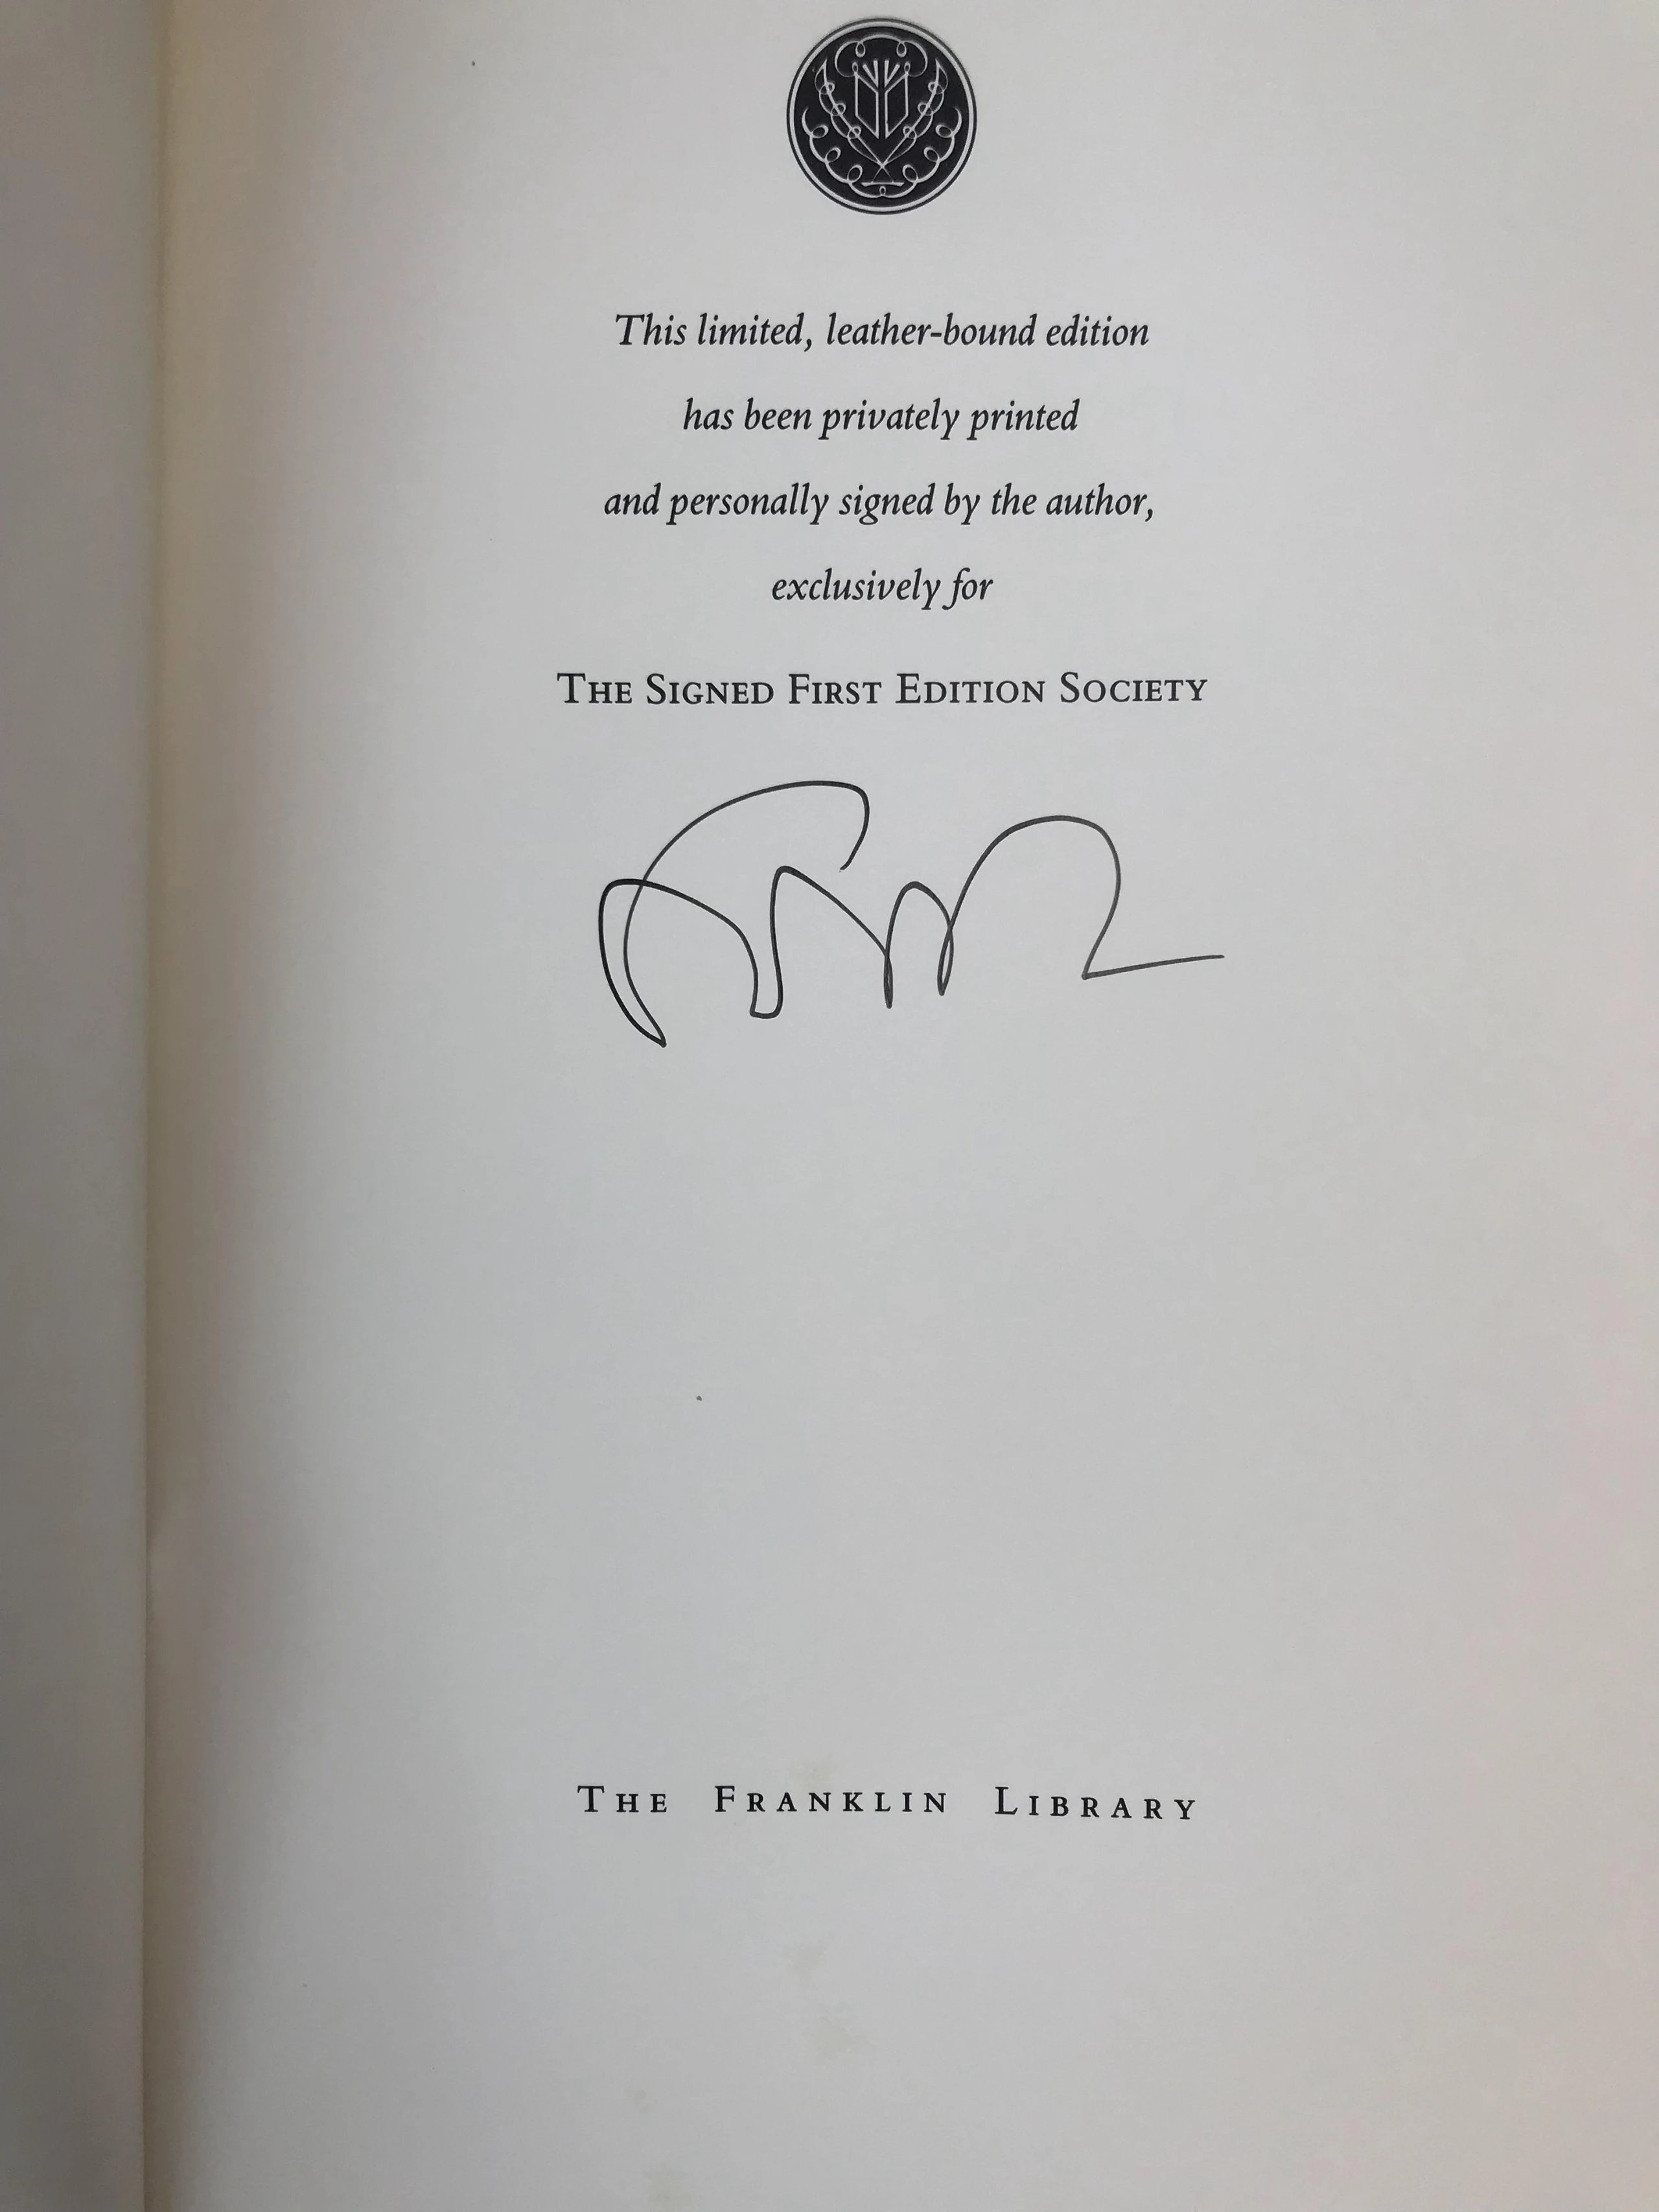 This limited, leather-bound edition
has been privately printed
and personally signed by the author,
exclusively for
THE SIGNED FIRST EDITION SOCIETY
THE FRANKLIN LIBRARY